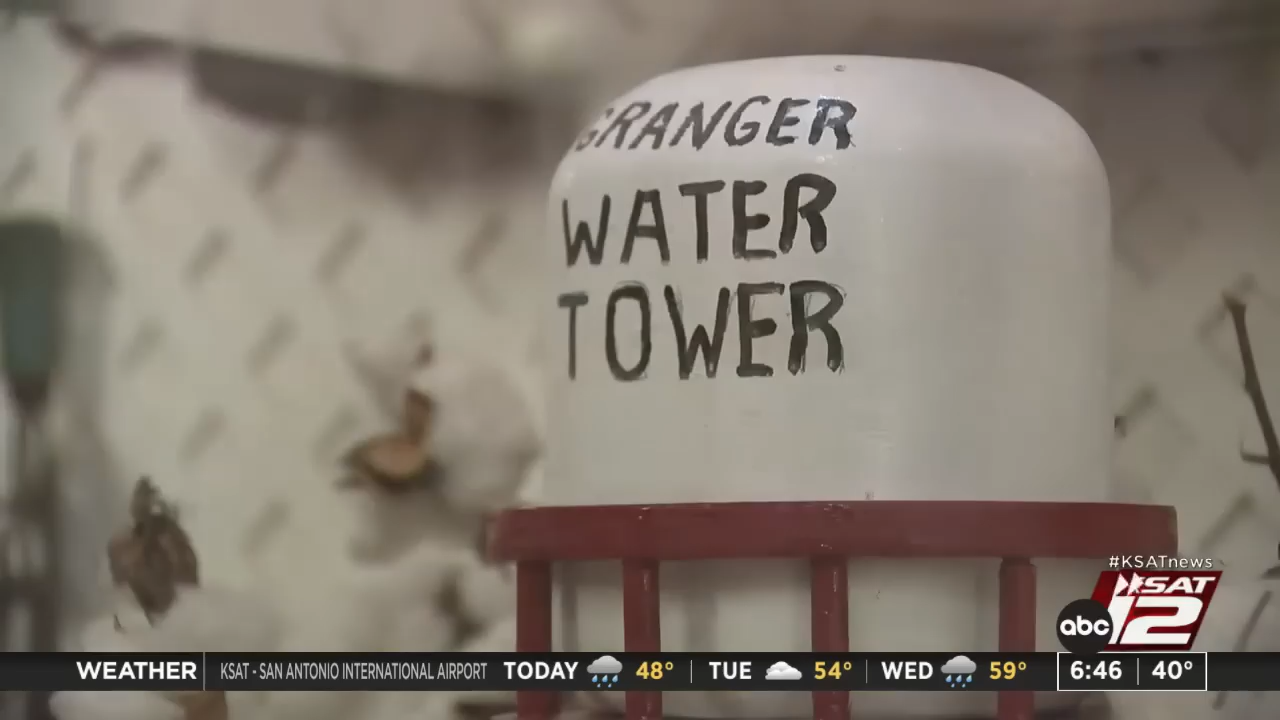 GRANGER
WATER
TOWER
#KSATnews
KSAT
abc 12
WEATHER KSAT - SAN ANTONIO INTERNATIONAL AIRPORT TODAY 48° TUE 54° WED 59° 6:46 40°